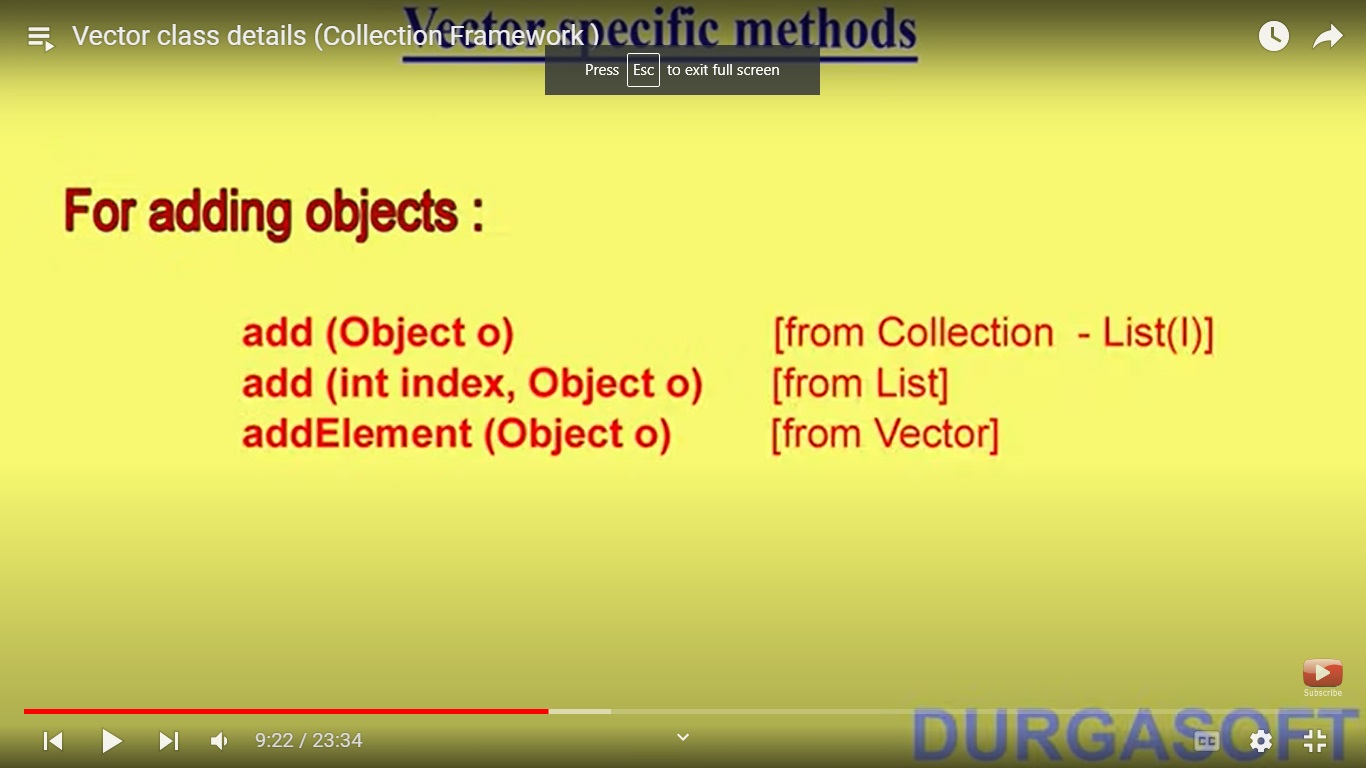 Vector specific methods
Vector class details (Collection Framework )
Press Esc to exit full screen
For adding objects :
add (Object o) [from Collection - List(I)]
add (int index, Object o) [from List]
addElement (Object o) [from Vector]
Subscribe
DURGASOFT
9:22 / 23:34
CC